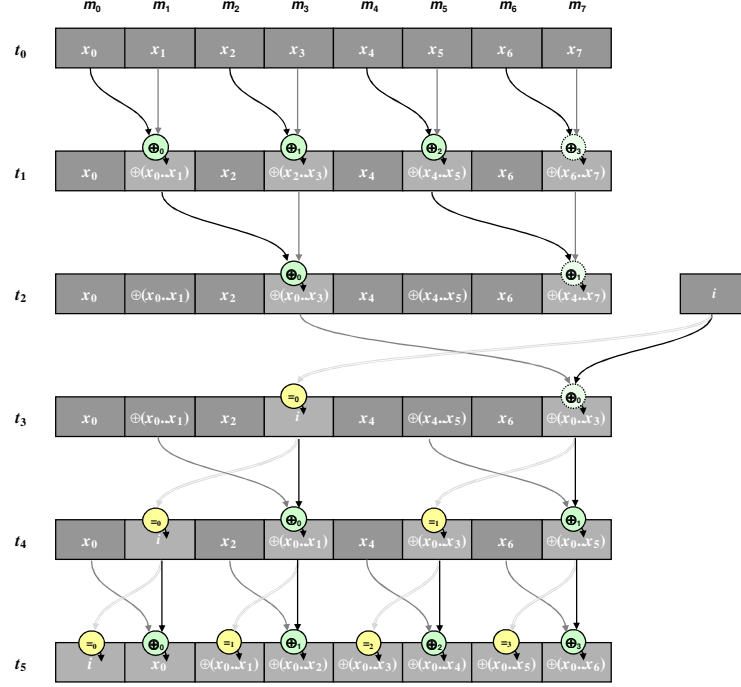 m₀ m₁ m₂ m₃ m₄ m₅ m₆ m₇
t₀ x₀ x₁ x₂ x₃ x₄ x₅ x₆ x₇
⊕₀ ⊕₁ ⊕₂ ⊕₃
t₁ x₀ ⊕(x₀..x₁) x₂ ⊕(x₂..x₃) x₄ ⊕(x₄..x₅) x₆ ⊕(x₆..x₇)
⊕₀ ⊕₁
t₂ x₀ ⊕(x₀..x₁) x₂ ⊕(x₀..x₃) x₄ ⊕(x₄..x₅) x₆ ⊕(x₄..x₇) i
=₀ ⊕₀
t₃ x₀ ⊕(x₀..x₁) x₂ i x₄ ⊕(x₄..x₅) x₆ ⊕(x₀..x₃)
=₀ ⊕₀ =₁ ⊕₁
t₄ x₀ i x₂ ⊕(x₀..x₁) x₄ ⊕(x₀..x₃) x₆ ⊕(x₀..x₅)
=₀ ⊕₀ =₁ ⊕₁ =₂ ⊕₂ =₃ ⊕₃
t₅ i x₀ ⊕(x₀..x₁) ⊕(x₀..x₂) ⊕(x₀..x₃) ⊕(x₀..x₄) ⊕(x₀..x₅) ⊕(x₀..x₆)